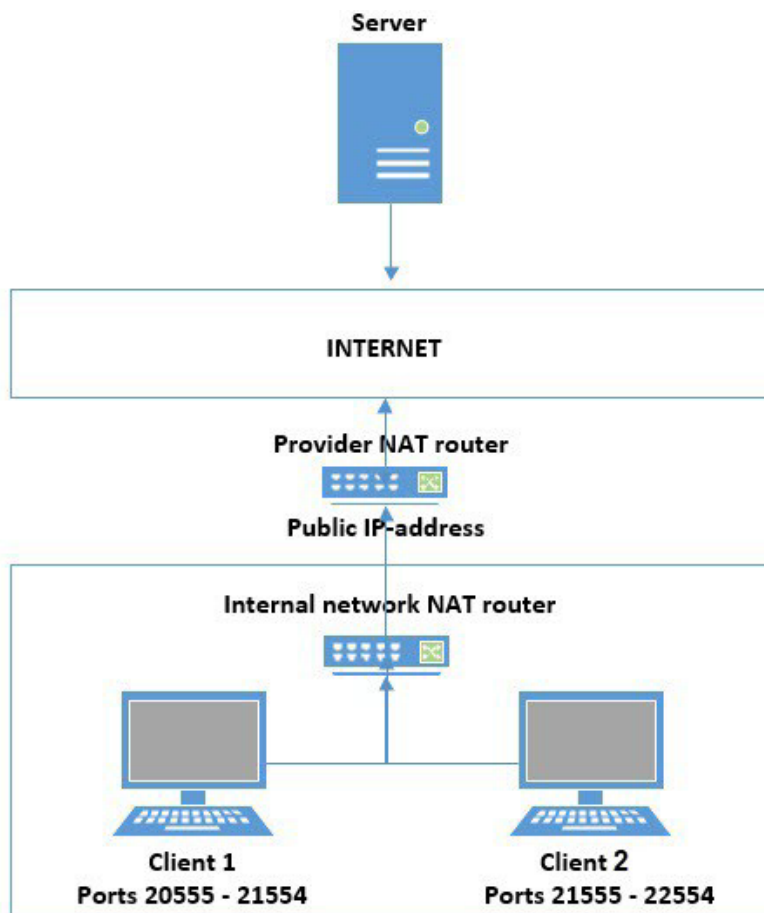 Server
INTERNET
Provider NAT router
Public IP-address
Internal network NAT router
Client 1
Ports 20555 - 21554
Client 2
Ports 21555 - 22554